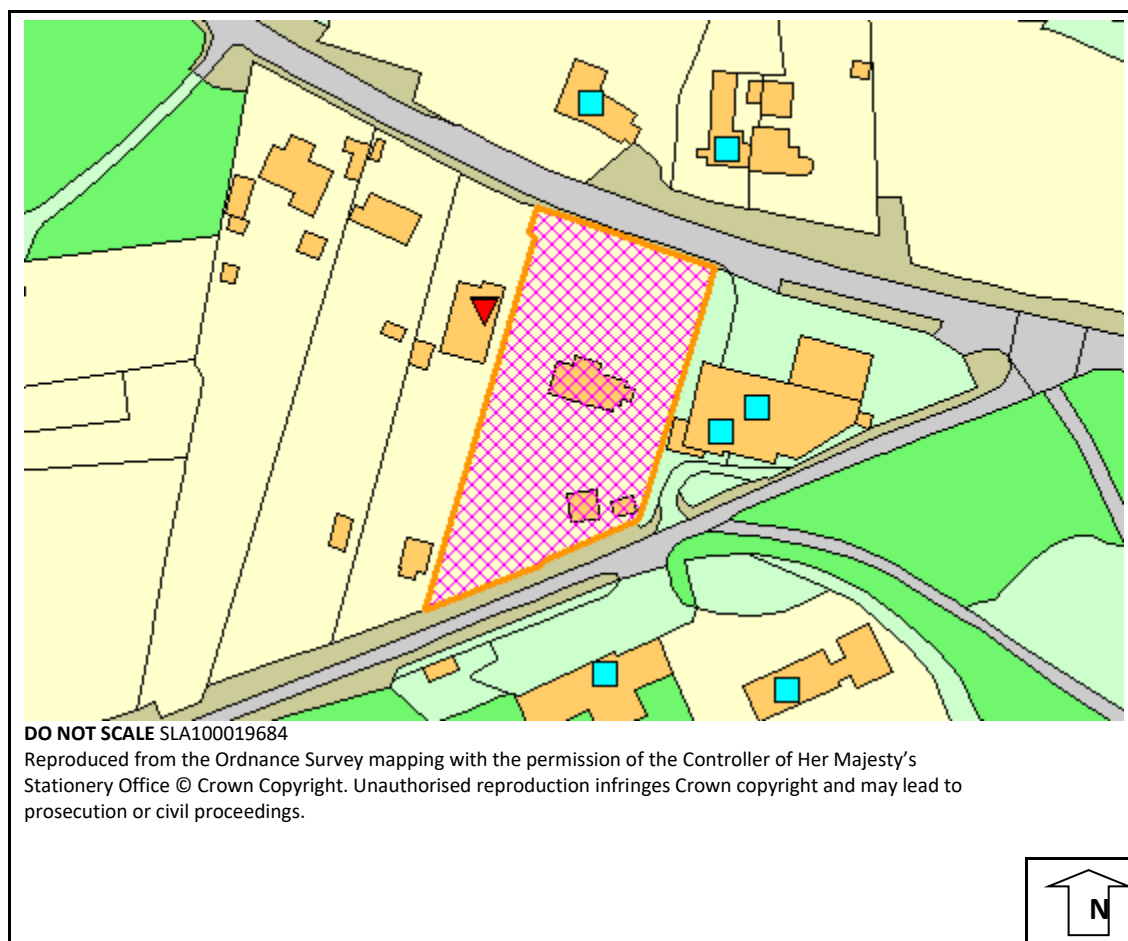 DO NOT SCALE SLA100019684
Reproduced from the Ordnance Survey mapping with the permission of the Controller of Her Majesty's
Stationery Office © Crown Copyright. Unauthorised reproduction infringes Crown copyright and may lead to
prosecution or civil proceedings.
N